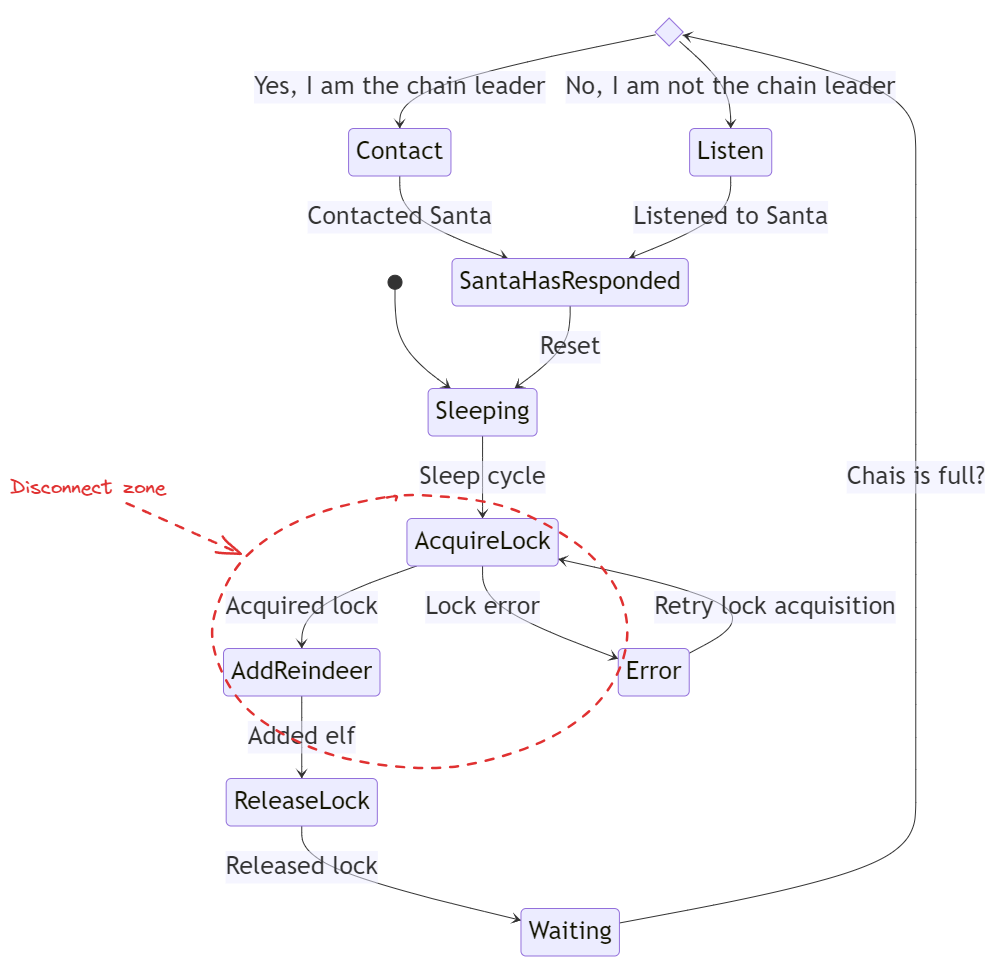 Yes, I am the chain leader
No, I am not the chain leader
Contact
Listen
Contacted Santa
Listened to Santa
SantaHasResponded
Reset
Sleeping
Sleep cycle
Chais is full?
Disconnect zone
AcquireLock
Acquired lock
Lock error
Retry lock acquisition
AddReindeer
Error
Added elf
ReleaseLock
Released lock
Waiting